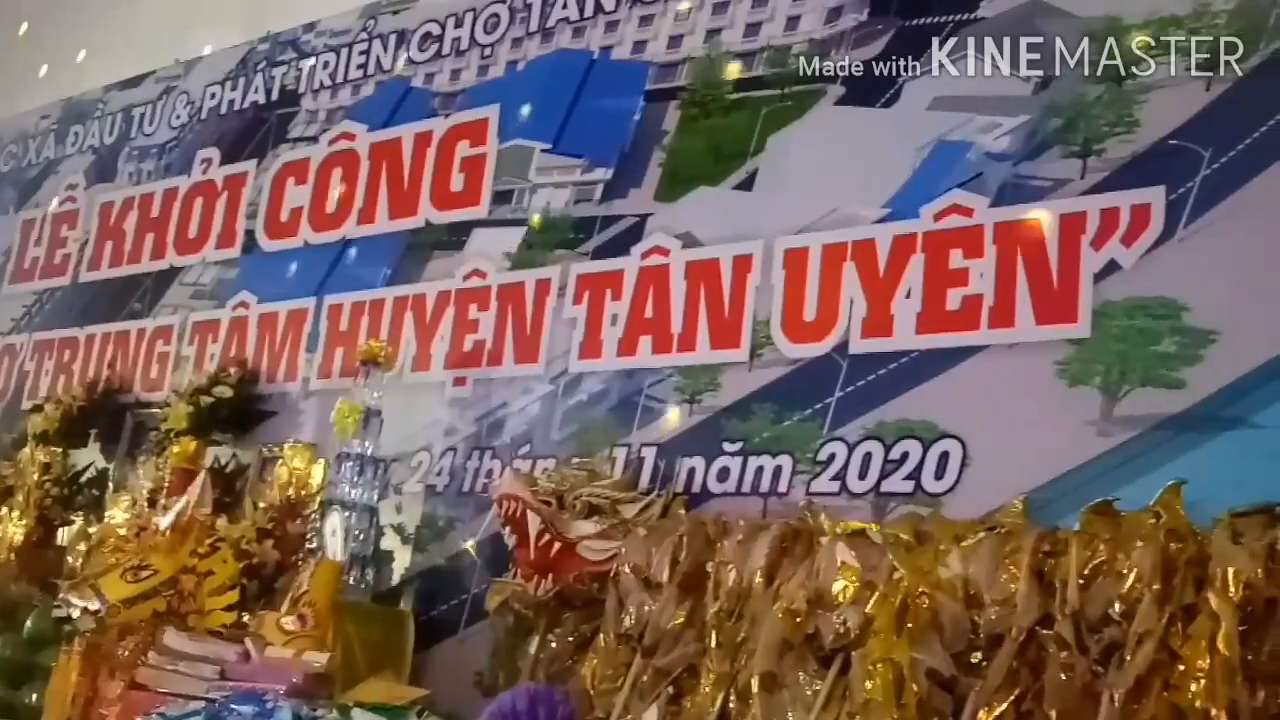 Made with KINEMASTER
XÃ ĐẦU TƯ & PHÁT TRIỂN CHỢ TÂN
LỄ KHỞI CÔNG
TRUNG TÂM HUYỆN TÂN UYÊN”
24 tháng 11 năm 2020